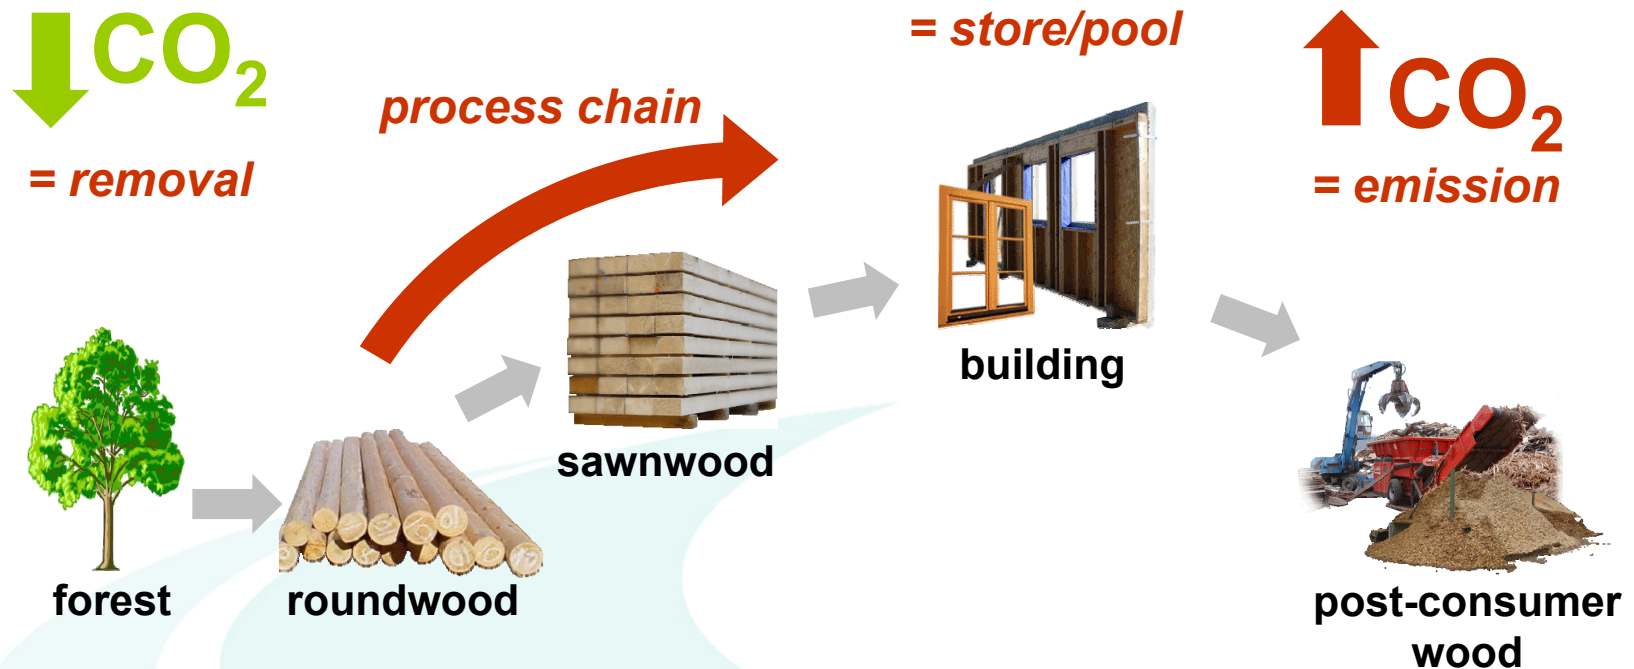 CO2
= removal
process chain
= store/pool
CO2
= emission
forest
roundwood
sawnwood
building
post-consumer
wood